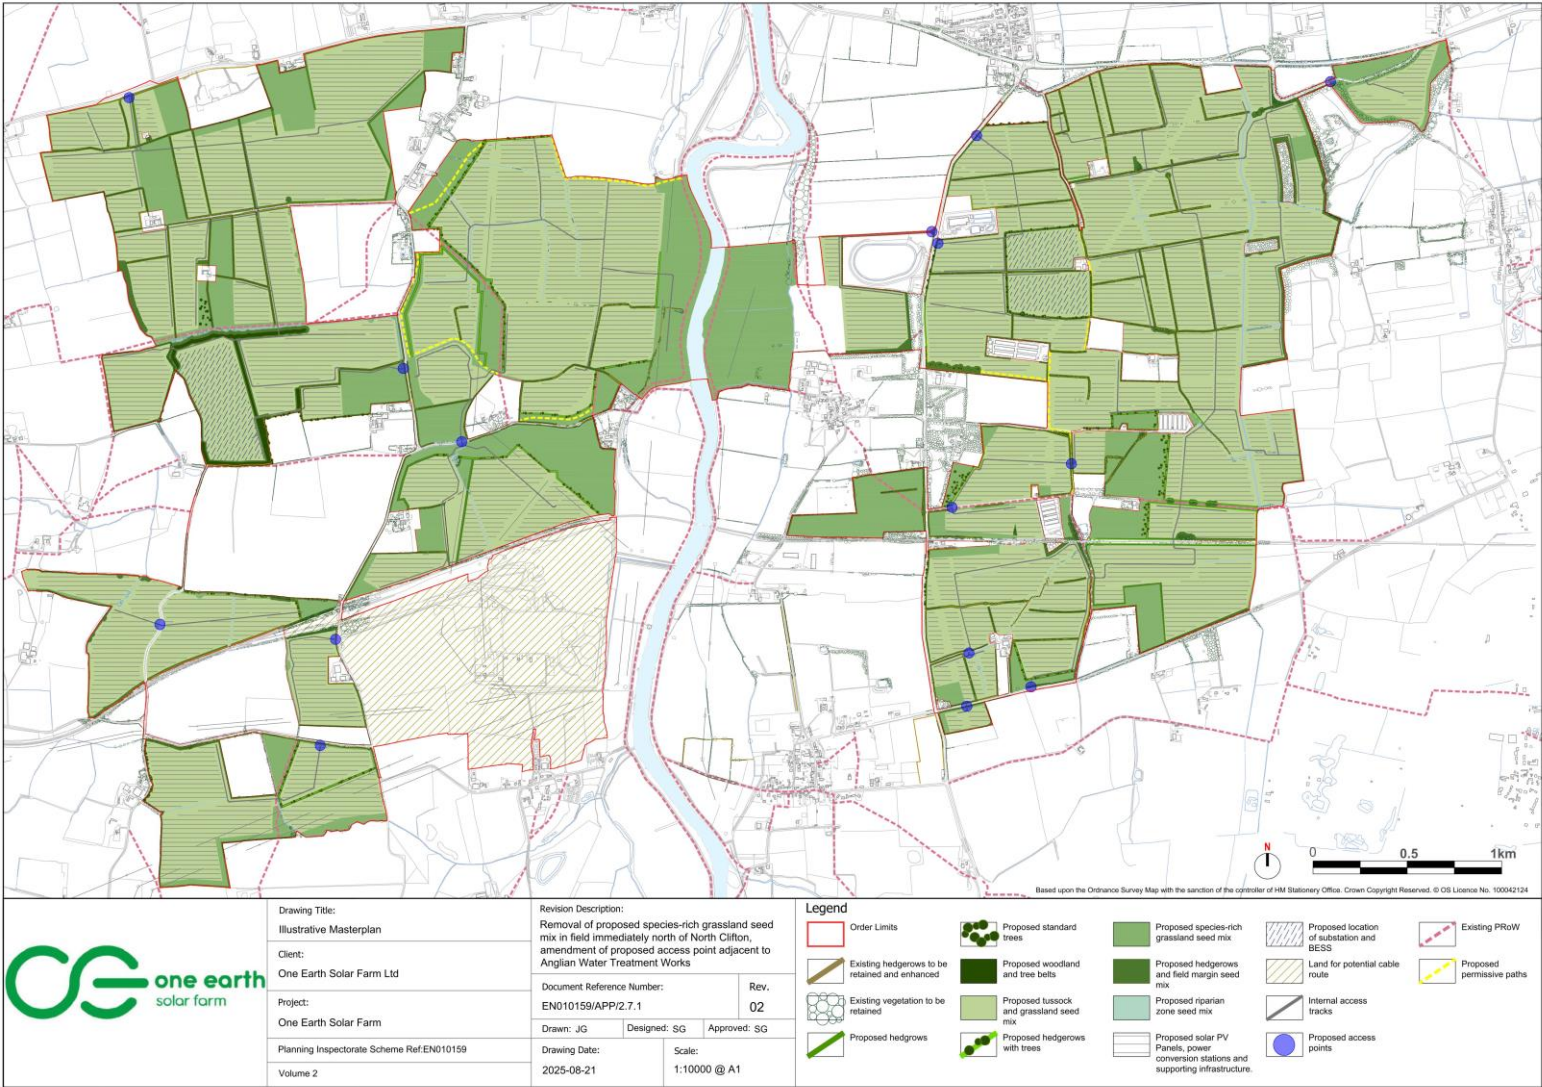 N
0
0.5
1km
Based upon the Ordnance Survey Map with the sanction of the controller of HM Stationery Office. Crown Copyright Reserved. © OS Licence No. 100042124
one earth
solar farm
Drawing Title:
Illustrative Masterplan
Client:
One Earth Solar Farm Ltd
Project:
One Earth Solar Farm
Planning Inspectorate Scheme Ref:EN010159
Volume 2
Revision Description:
Removal of proposed species-rich grassland seed
mix in field immediately north of North Clifton,
amendment of proposed access point adjacent to
Anglian Water Treatment Works
Document Reference Number:
EN010159/APP/2.7.1
Rev.
02
Drawn: JG
Designed: SG
Approved: SG
Drawing Date:
2025-08-21
Scale:
1:10000 @ A1
Legend
Order Limits
Existing hedgerows to be
retained and enhanced
Existing vegetation to be
retained
Proposed hedgrows
Proposed standard
trees
Proposed woodland
and tree belts
Proposed tussock
and grassland seed
mix
Proposed hedgerows
with trees
Proposed species-rich
grassland seed mix
Proposed hedgerows
and field margin seed
mix
Proposed riparian
zone seed mix
Proposed solar PV
Panels, power
conversion stations and
supporting infrastructure.
Proposed location
of substation and
BESS
Land for potential cable
route
Internal access
tracks
Proposed access
points
Existing PRoW
Proposed
permissive paths